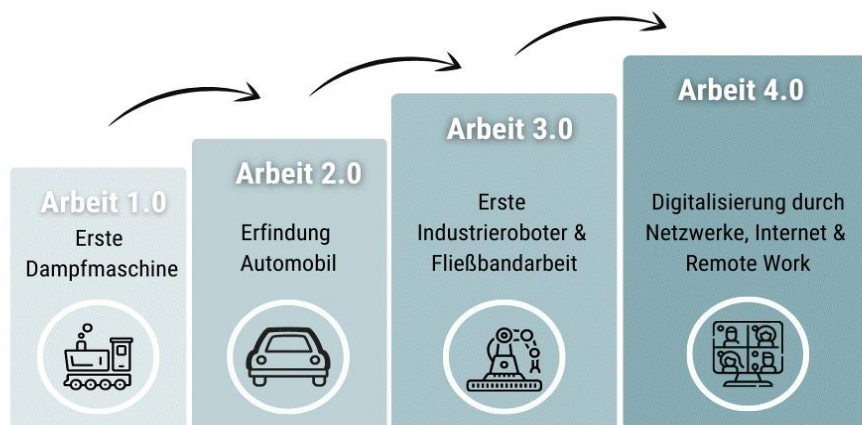 Arbeit 1.0
Erste
Dampfmaschine
Arbeit 2.0
Erfindung
Automobil
Arbeit 3.0
Erste
Industrieroboter &
Fließbandarbeit
Arbeit 4.0
Digitalisierung durch
Netzwerke, Internet &
Remote Work